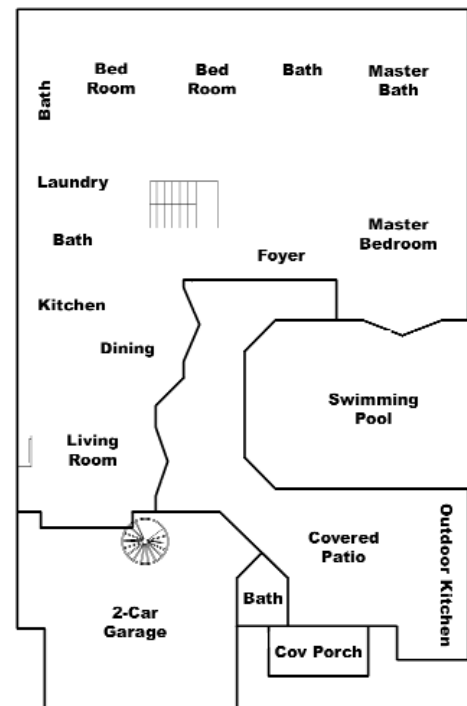 Bed
Room
Bed
Room
Bath
Master
Bath
Bath
Laundry
Bath
Master
Bedroom
Foyer
Kitchen
Dining
Swimming
Pool
Living
Room
Covered
Patio
Outdoor Kitchen
Bath
2-Car
Garage
Cov Porch